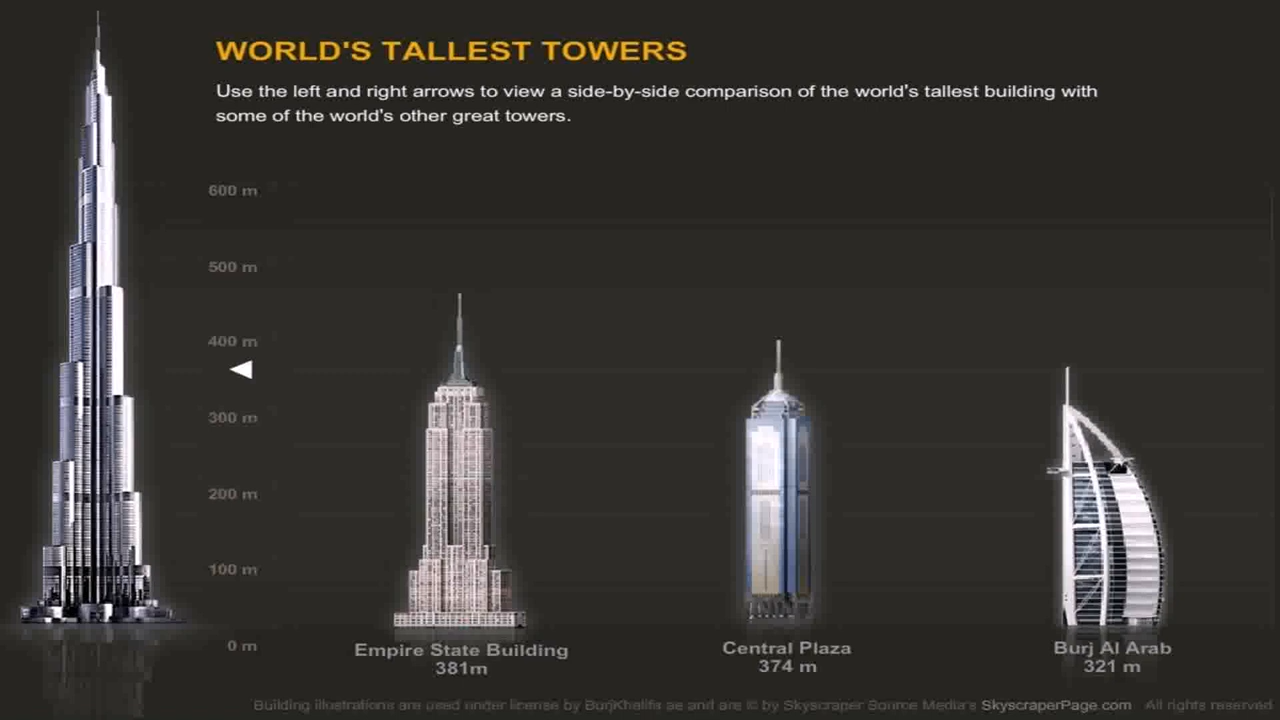 WORLD'S TALLEST TOWERS
Use the left and right arrows to view a side-by-side comparison of the world's tallest building with
some of the world's other great towers.
600 m
500 m
400 m
300 m
200 m
100 m
0 m
Empire State Building
381m
Central Plaza
374 m
Burj Al Arab
321 m
Building illustrations are used under license by BurjKhalifa ae and are © by Skyscraper Source Media's SkyscraperPage.com All rights reserved